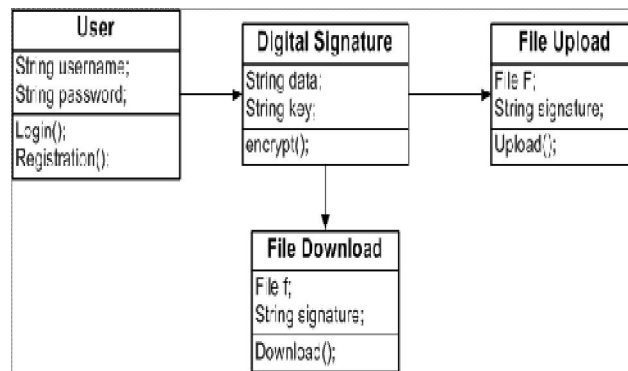 User
String username;
String password;
Login();
Registration();
Digital Signature
String data;
String key;
encrypt();
File Upload
File F;
String signature;
Upload();
File Download
File f;
String signature;
Download();